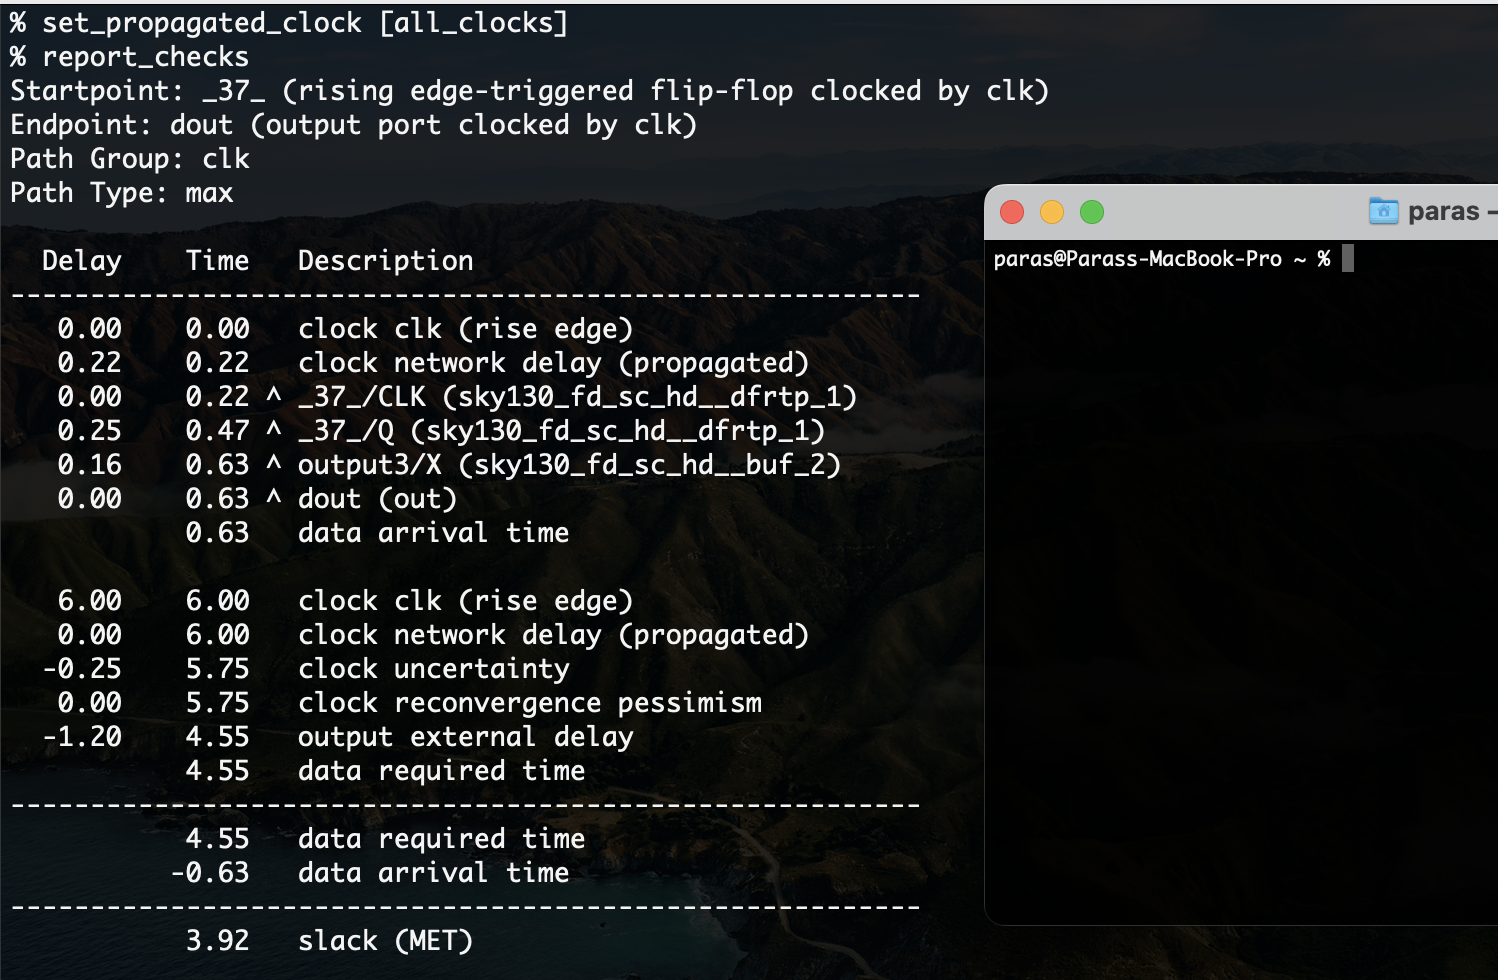 % set_propagated_clock [all_clocks]
% report_checks
Startpoint: _37_ (rising edge-triggered flip-flop clocked by clk)
Endpoint: dout (output port clocked by clk)
Path Group: clk
Path Type: max
  Delay    Time   Description
---------------------------------------------------------
   0.00    0.00   clock clk (rise edge)
   0.22    0.22   clock network delay (propagated)
   0.00    0.22 ^ _37_/CLK (sky130_fd_sc_hd__dfrtp_1)
   0.25    0.47 ^ _37_/Q (sky130_fd_sc_hd__dfrtp_1)
   0.16    0.63 ^ output3/X (sky130_fd_sc_hd__buf_2)
   0.00    0.63 ^ dout (out)
           0.63   data arrival time
   6.00    6.00   clock clk (rise edge)
   0.00    6.00   clock network delay (propagated)
  -0.25    5.75   clock uncertainty
   0.00    5.75   clock reconvergence pessimism
  -1.20    4.55   output external delay
           4.55   data required time
---------------------------------------------------------
           4.55   data required time
          -0.63   data arrival time
---------------------------------------------------------
           3.92   slack (MET)
paras —
paras@Parass-MacBook-Pro ~ %